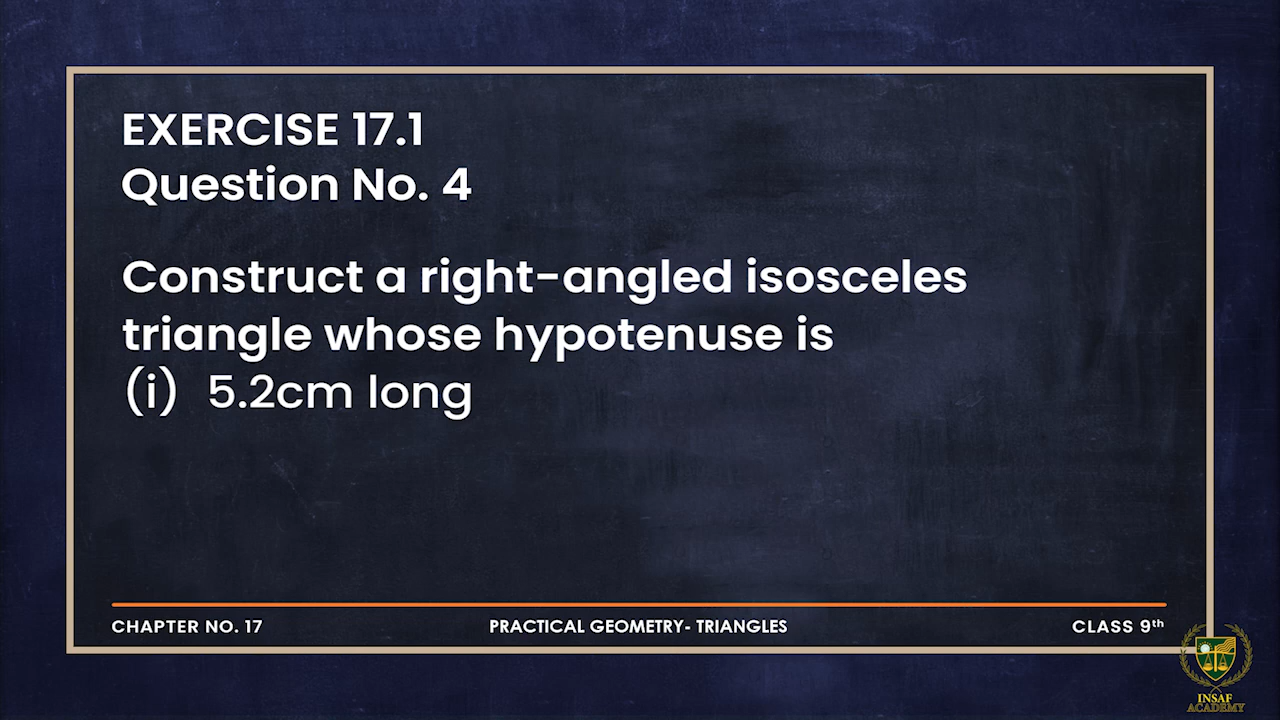 EXERCISE 17.1
Question No. 4
Construct a right-angled isosceles
triangle whose hypotenuse is
(i) 5.2cm long
CHAPTER NO. 17 PRACTICAL GEOMETRY- TRIANGLES CLASS 9th
INSAF
ACADEMY